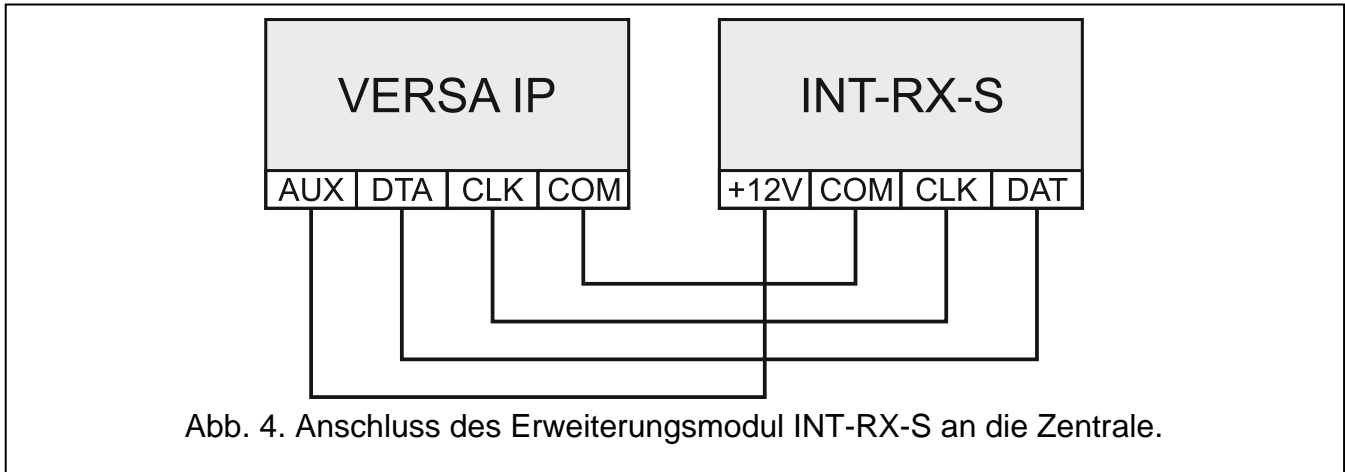 VERSA IP
INT-RX-S
AUX DTA CLK COM
+12V COM CLK DAT
Abb. 4. Anschluss des Erweiterungsmodul INT-RX-S an die Zentrale.